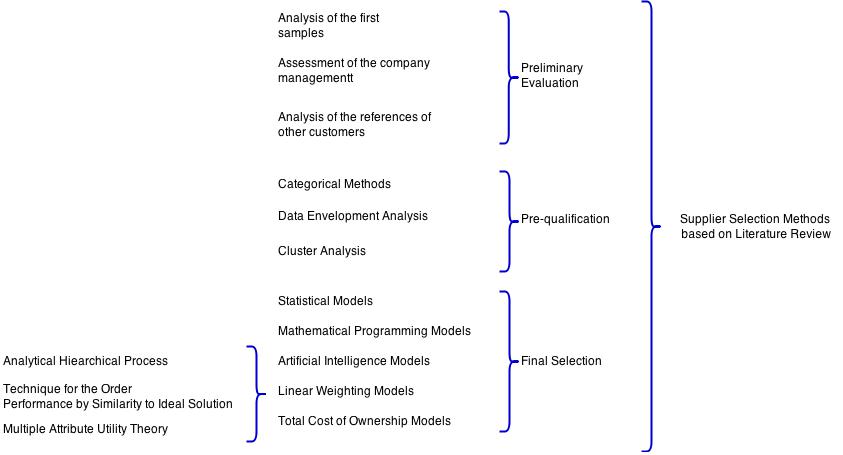 Analysis of the first
samples
Assessment of the company
managementt
Analysis of the references of
other customers
Preliminary
Evaluation
Categorical Methods
Data Envelopment Analysis
Cluster Analysis
Pre-qualification
Supplier Selection Methods
based on Literature Review
Statistical Models
Mathematical Programming Models
Artificial Intelligence Models
Linear Weighting Models
Total Cost of Ownership Models
Final Selection
Analytical Hiearchical Process
Technique for the Order
Performance by Similarity to Ideal Solution
Multiple Attribute Utility Theory